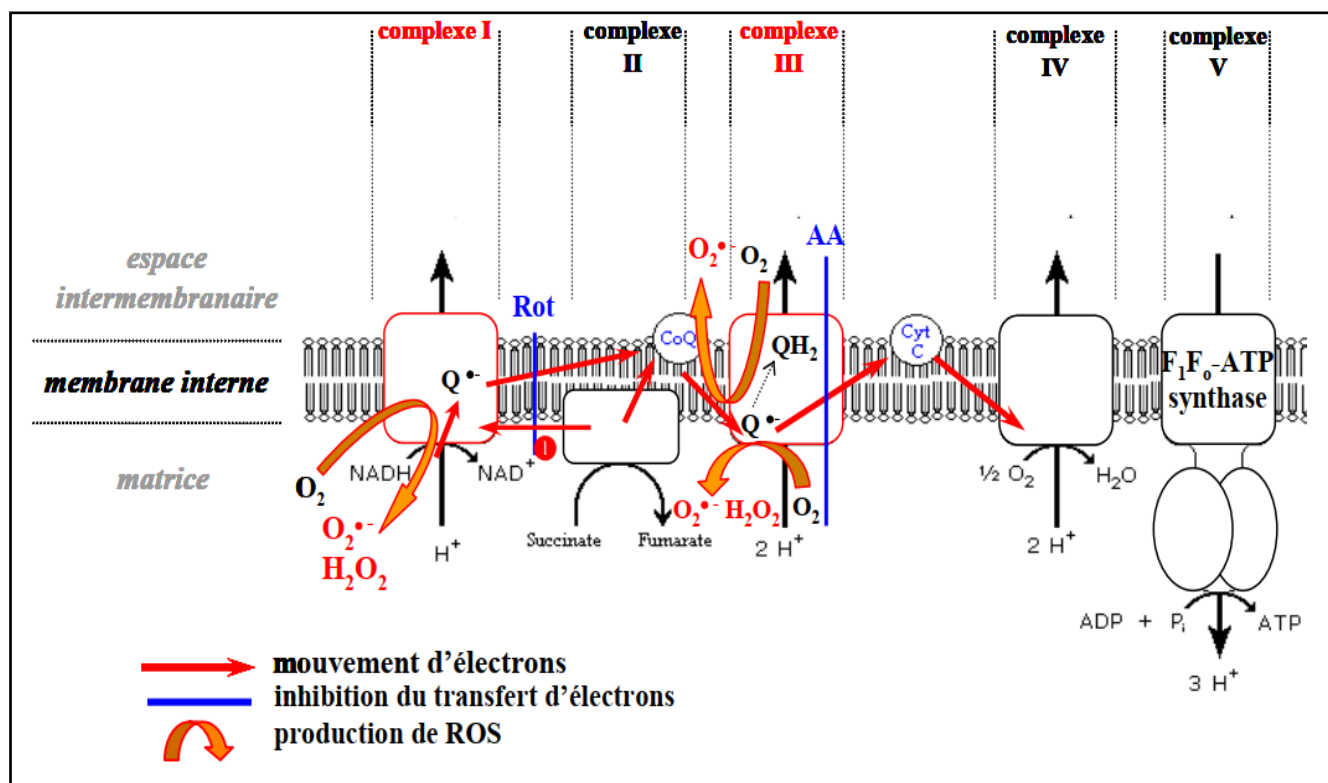 complexe I
complexe
II
complexe
III
complexe
IV
complexe
V
espace
intermembranaire
membrane interne
matrice
Rot
AA
O₂•⁻ O₂
CoQ
Cyt
C
QH₂
Q•⁻
Q•⁻
F₁Fₒ-ATP
synthase
1
NADH
NAD⁺
O₂
O₂•⁻
H₂O₂
H⁺
Succinate
Fumarate
O₂•⁻ H₂O₂
O₂
2 H⁺
½ O₂
H₂O
2 H⁺
ADP + Pᵢ
ATP
3 H⁺
mouvement d’électrons
inhibition du transfert d’électrons
production de ROS